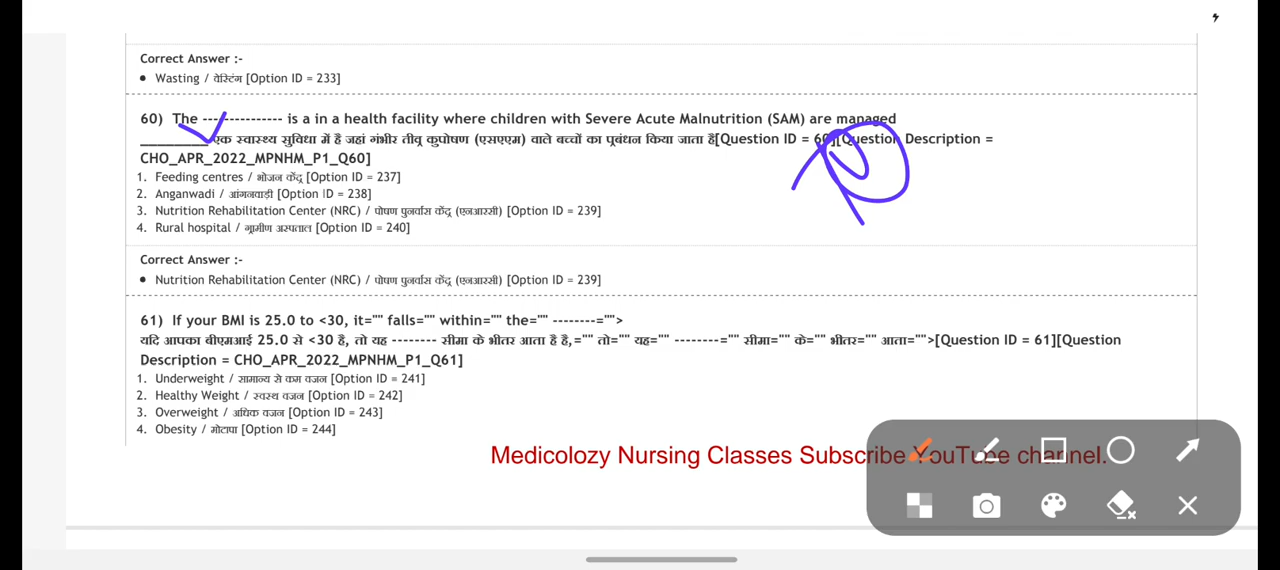 Correct Answer :-
• Wasting / वेस्टिंग [Option ID = 233]
60) The -------------- is a in a health facility where children with Severe Acute Malnutrition (SAM) are managed
________ एक स्वास्थ्य सुविधा में है जहां गंभीर तीव्र कुपोषण (एसएएम) वाले बच्चों का प्रबंधन किया जाता है[Question ID = 60][Question Description =
CHO_APR_2022_MPNHM_P1_Q60]
1. Feeding centres / भोजन केंद्र [Option ID = 237]
2. Anganwadi / आंगनवाड़ी [Option ID = 238]
3. Nutrition Rehabilitation Center (NRC) / पोषण पुनर्वास केंद्र (एनआरसी) [Option ID = 239]
4. Rural hospital / ग्रामीण अस्पताल [Option ID = 240]
Correct Answer :-
• Nutrition Rehabilitation Center (NRC) / पोषण पुनर्वास केंद्र (एनआरसी) [Option ID = 239]
61) If your BMI is 25.0 to <30, it="" falls="" within="" the="" --------="">
यदि आपका बीएमआई 25.0 से <30 है, तो यह -------- सीमा के भीतर आता है है,="" तो="" यह="" --------="" सीमा="" के="" भीतर="" आता="">[Question ID = 61][Question
Description = CHO_APR_2022_MPNHM_P1_Q61]
1. Underweight / सामान्य से कम वजन [Option ID = 241]
2. Healthy Weight / स्वस्थ वजन [Option ID = 242]
3. Overweight / अधिक वजन [Option ID = 243]
4. Obesity / मोटापा [Option ID = 244]
Medicolozy Nursing Classes Subscribe YouTube channel.